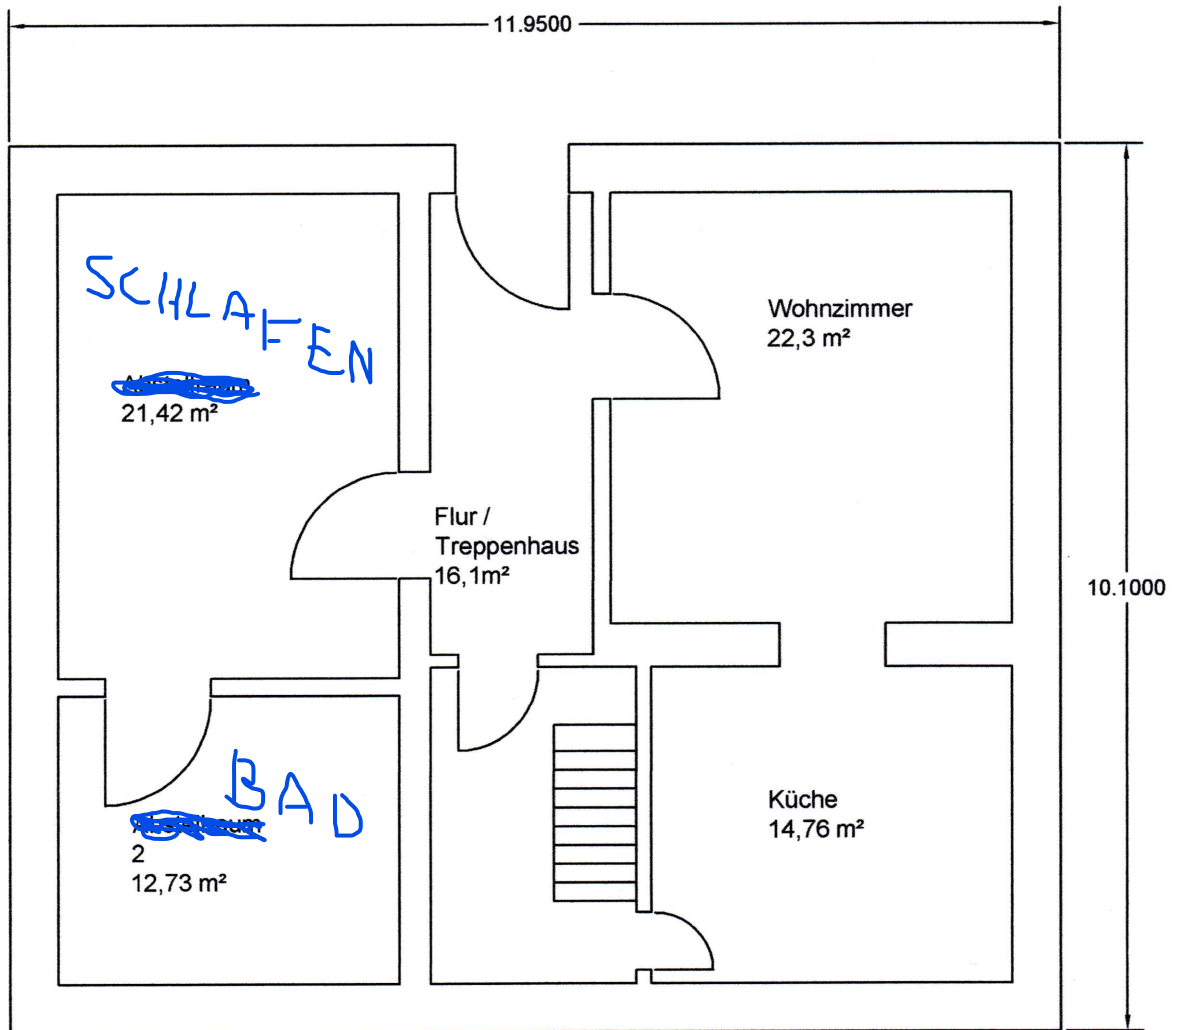 11.9500
SCHLAFEN
21,42 m²
Wohnzimmer
22,3 m²
Flur /
Treppenhaus
16,1m²
10.1000
BAD
2
12,73 m²
Küche
14,76 m²